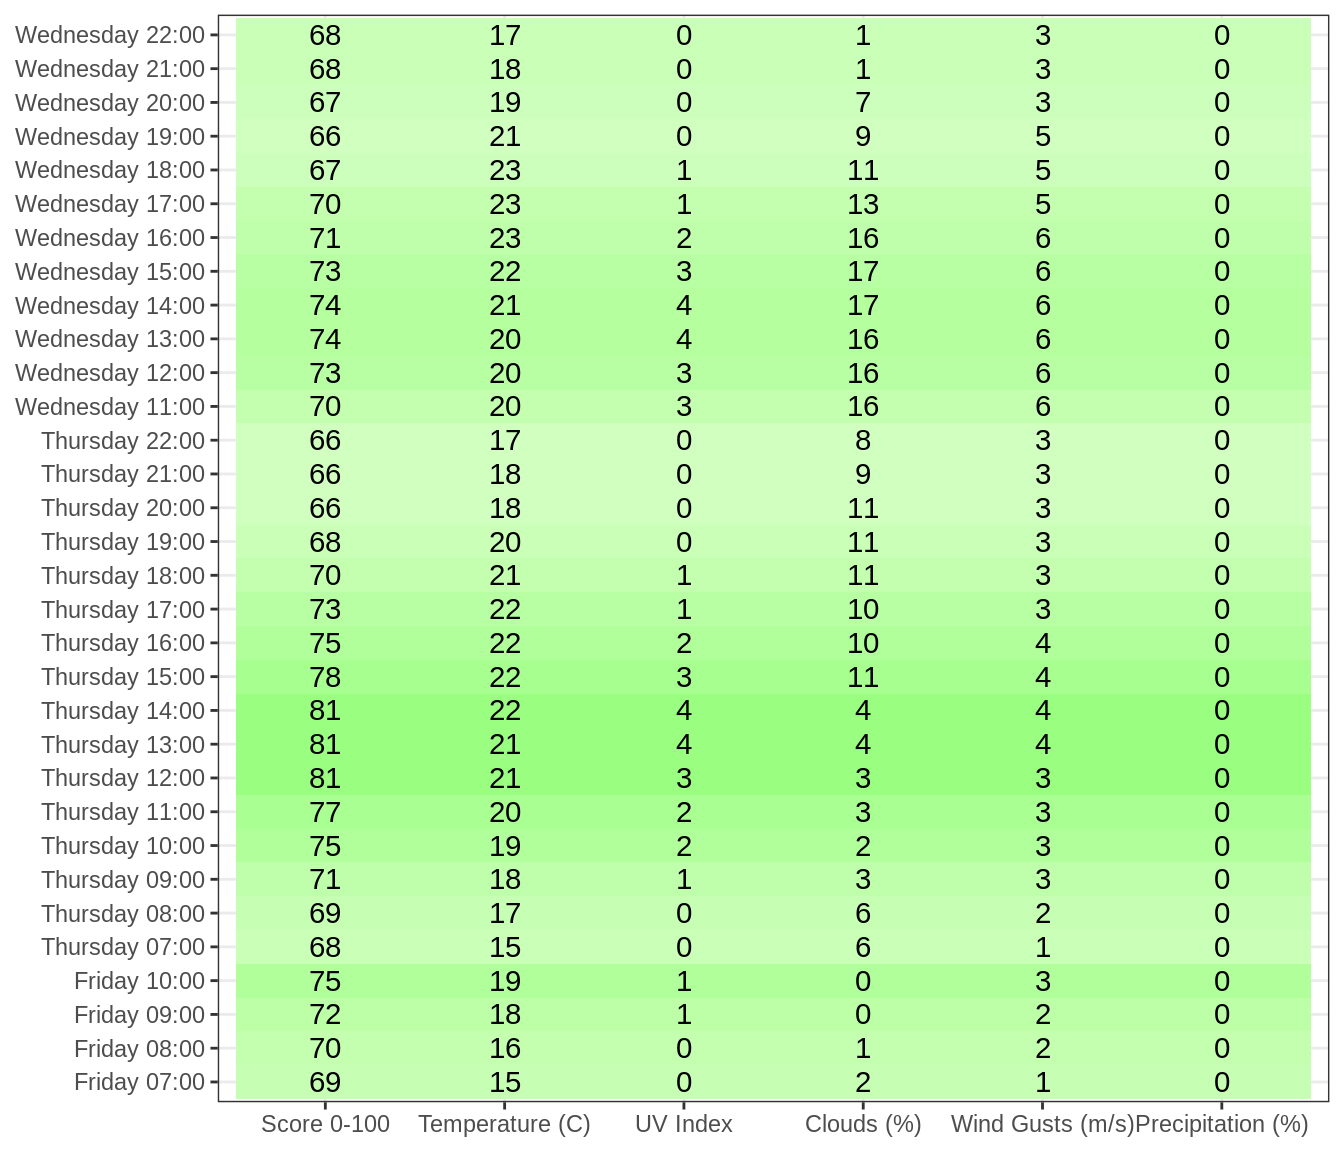 Wednesday 22:00 68 17 0 1 3 0
Wednesday 21:00 68 18 0 1 3 0
Wednesday 20:00 67 19 0 7 3 0
Wednesday 19:00 66 21 0 9 5 0
Wednesday 18:00 67 23 1 11 5 0
Wednesday 17:00 70 23 1 13 5 0
Wednesday 16:00 71 23 2 16 6 0
Wednesday 15:00 73 22 3 17 6 0
Wednesday 14:00 74 21 4 17 6 0
Wednesday 13:00 74 20 4 16 6 0
Wednesday 12:00 73 20 3 16 6 0
Wednesday 11:00 70 20 3 16 6 0
Thursday 22:00 66 17 0 8 3 0
Thursday 21:00 66 18 0 9 3 0
Thursday 20:00 66 18 0 11 3 0
Thursday 19:00 68 20 0 11 3 0
Thursday 18:00 70 21 1 11 3 0
Thursday 17:00 73 22 1 10 3 0
Thursday 16:00 75 22 2 10 4 0
Thursday 15:00 78 22 3 11 4 0
Thursday 14:00 81 22 4 4 4 0
Thursday 13:00 81 21 4 4 4 0
Thursday 12:00 81 21 3 3 3 0
Thursday 11:00 77 20 2 3 3 0
Thursday 10:00 75 19 2 2 3 0
Thursday 09:00 71 18 1 3 3 0
Thursday 08:00 69 17 0 6 2 0
Thursday 07:00 68 15 0 6 1 0
Friday 10:00 75 19 1 0 3 0
Friday 09:00 72 18 1 0 2 0
Friday 08:00 70 16 0 1 2 0
Friday 07:00 69 15 0 2 1 0
Score 0-100 Temperature (C) UV Index Clouds (%) Wind Gusts (m/s) Precipitation (%)